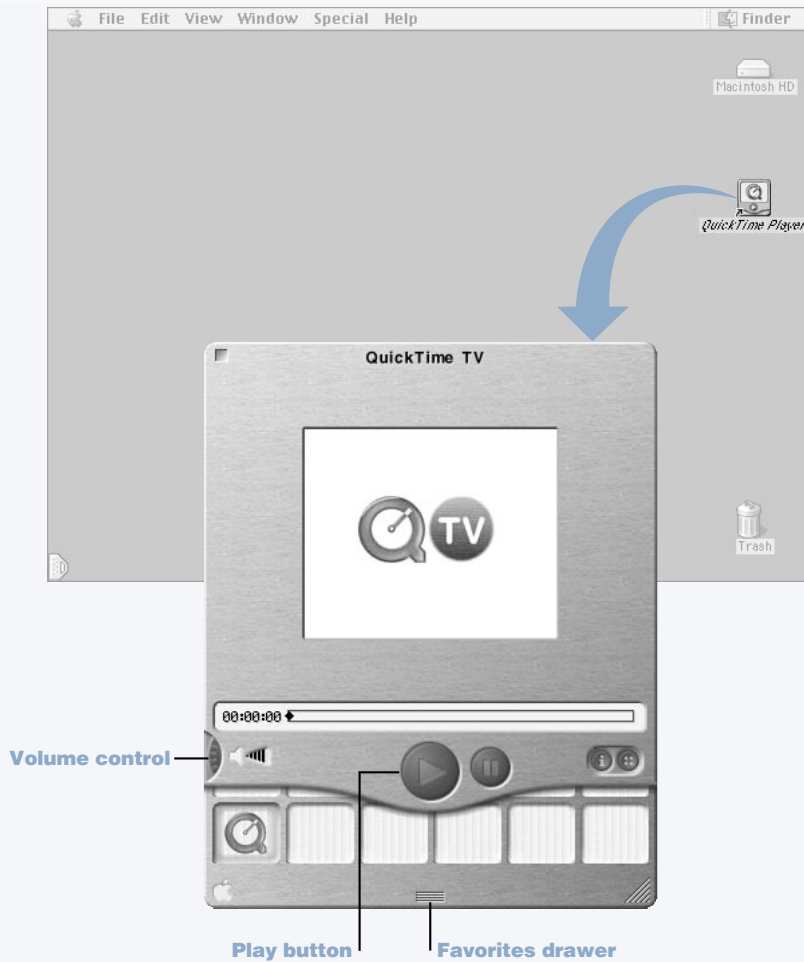 File Edit View Window Special Help Finder
Macintosh HD
QuickTime Player
QuickTime TV
TV
Trash
00:00:00
Volume control
Play button
Favorites drawer